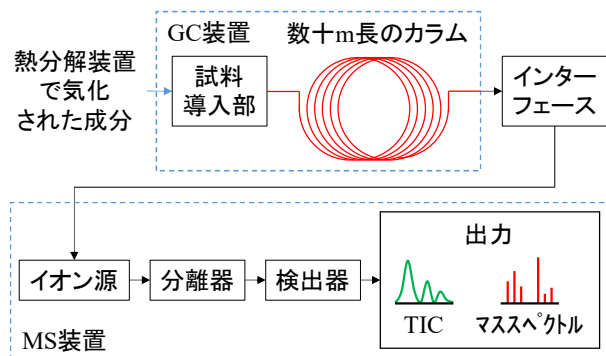 GC装置
数十m長のカラム
熱分解装置
で気化
された成分
試料
導入部
インター
フェース
イオン源
分離器
検出器
出力
TIC
マススペクトル
MS装置